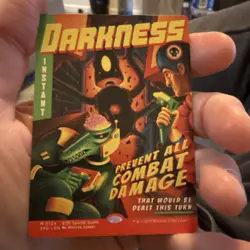 DARKNESS
INSTANT
PREVENT ALL
COMBAT
DAMAGE
THAT WOULD BE
DEALT THIS TURN